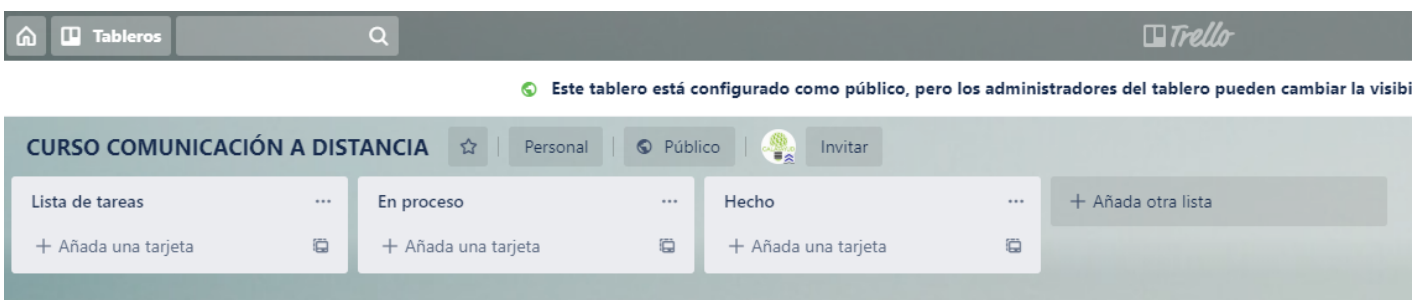 Tableros
Trello
Este tablero está configurado como público, pero los administradores del tablero pueden cambiar la visibi
CURSO COMUNICACIÓN A DISTANCIA Personal Público Invitar
Lista de tareas En proceso Hecho + Añada otra lista
+ Añada una tarjeta + Añada una tarjeta + Añada una tarjeta